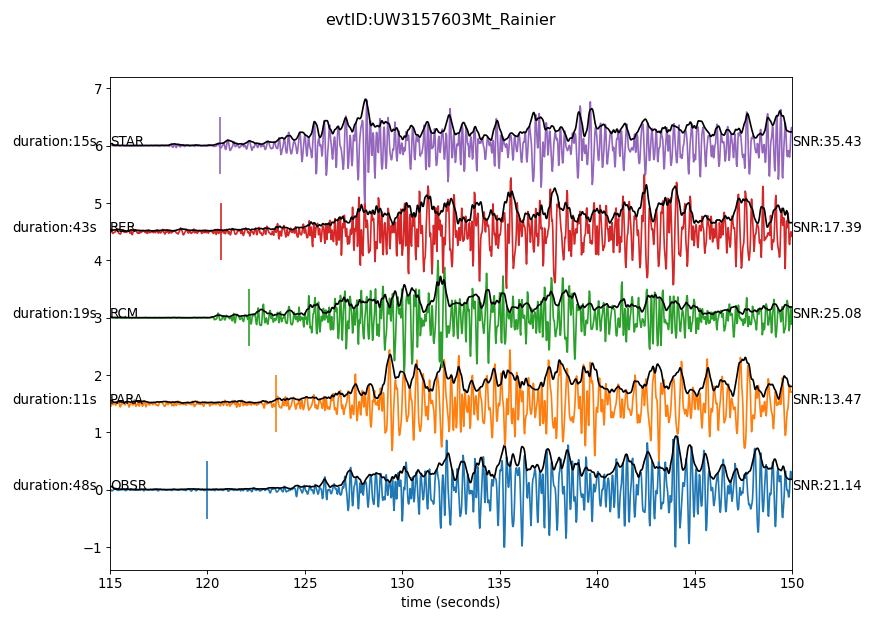 evtID:UW3157603Mt_Rainier
7
duration:15s 6 STAR SNR:35.43
5
duration:43s RER SNR:17.39
4
duration:19s 3 RCM SNR:25.08
2
duration:11s PARA SNR:13.47
1
duration:48s 0 OBSR SNR:21.14
−1
115 120 125 130 135 140 145 150
time (seconds)